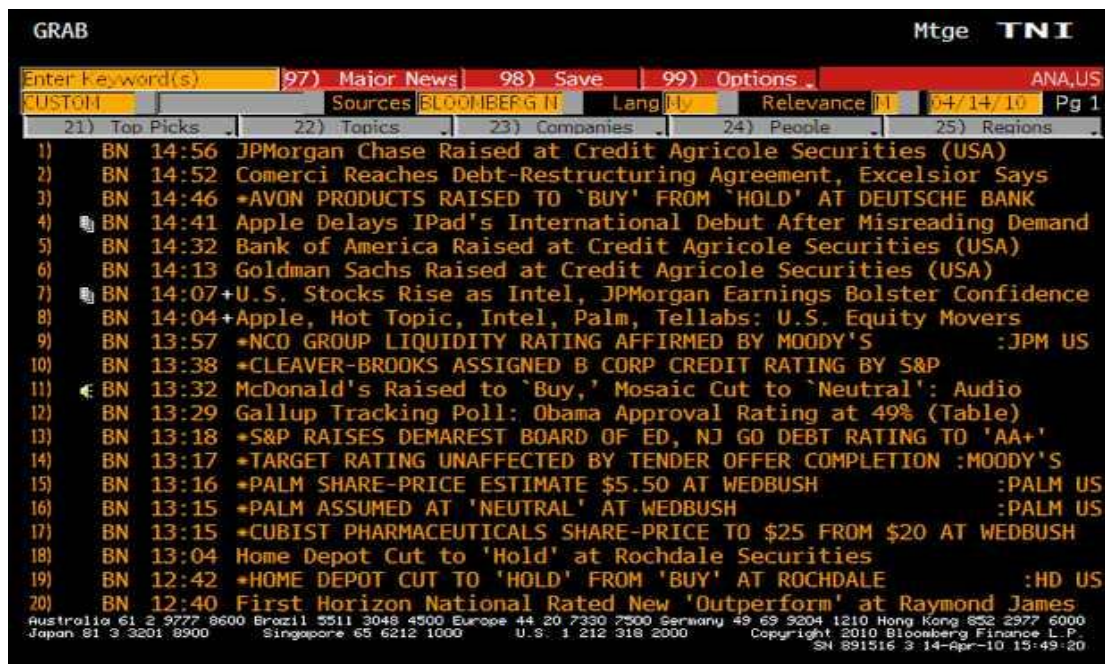 GRAB Mtge TNI
Enter Keyword(s) 97) Major News 98) Save 99) Options ANA,US
CUSTOM Sources BLOOMBERG N Lang My Relevance M 04/14/10 Pg 1
21) Top Picks 22) Topics 23) Companies 24) People 25) Regions
1) BN 14:56 JPMorgan Chase Raised at Credit Agricole Securities (USA)
2) BN 14:52 Comerci Reaches Debt-Restructuring Agreement, Excelsior Says
3) BN 14:46 *AVON PRODUCTS RAISED TO `BUY' FROM `HOLD' AT DEUTSCHE BANK
4) BN 14:41 Apple Delays IPad's International Debut After Misreading Demand
5) BN 14:32 Bank of America Raised at Credit Agricole Securities (USA)
6) BN 14:13 Goldman Sachs Raised at Credit Agricole Securities (USA)
7) BN 14:07+U.S. Stocks Rise as Intel, JPMorgan Earnings Bolster Confidence
8) BN 14:04+Apple, Hot Topic, Intel, Palm, Tellabs: U.S. Equity Movers
9) BN 13:57 *NCO GROUP LIQUIDITY RATING AFFIRMED BY MOODY'S :JPM US
10) BN 13:38 *CLEAVER-BROOKS ASSIGNED B CORP CREDIT RATING BY S&P
11) BN 13:32 McDonald's Raised to `Buy,' Mosaic Cut to `Neutral': Audio
12) BN 13:29 Gallup Tracking Poll: Obama Approval Rating at 49% (Table)
13) BN 13:18 *S&P RAISES DEMAREST BOARD OF ED, NJ GO DEBT RATING TO 'AA+'
14) BN 13:17 *TARGET RATING UNAFFECTED BY TENDER OFFER COMPLETION :MOODY'S
15) BN 13:16 *PALM SHARE-PRICE ESTIMATE $5.50 AT WEDBUSH :PALM US
16) BN 13:15 *PALM ASSUMED AT 'NEUTRAL' AT WEDBUSH :PALM US
17) BN 13:15 *CUBIST PHARMACEUTICALS SHARE-PRICE TO $25 FROM $20 AT WEDBUSH
18) BN 13:04 Home Depot Cut to 'Hold' at Rochdale Securities
19) BN 12:42 *HOME DEPOT CUT TO 'HOLD' FROM 'BUY' AT ROCHDALE :HD US
20) BN 12:40 First Horizon National Rated New 'Outperform' at Raymond James
Australia 61 2 9777 8600 Brazil 5511 3048 4500 Europe 44 20 7330 7500 Germany 49 69 9204 1210 Hong Kong 852 2977 6000
Japan 81 3 3201 8900 Singapore 65 6212 1000 U.S. 1 212 318 2000 Copyright 2010 Bloomberg Finance L.P.
SN 891516 3 14-Apr-10 15:49:20